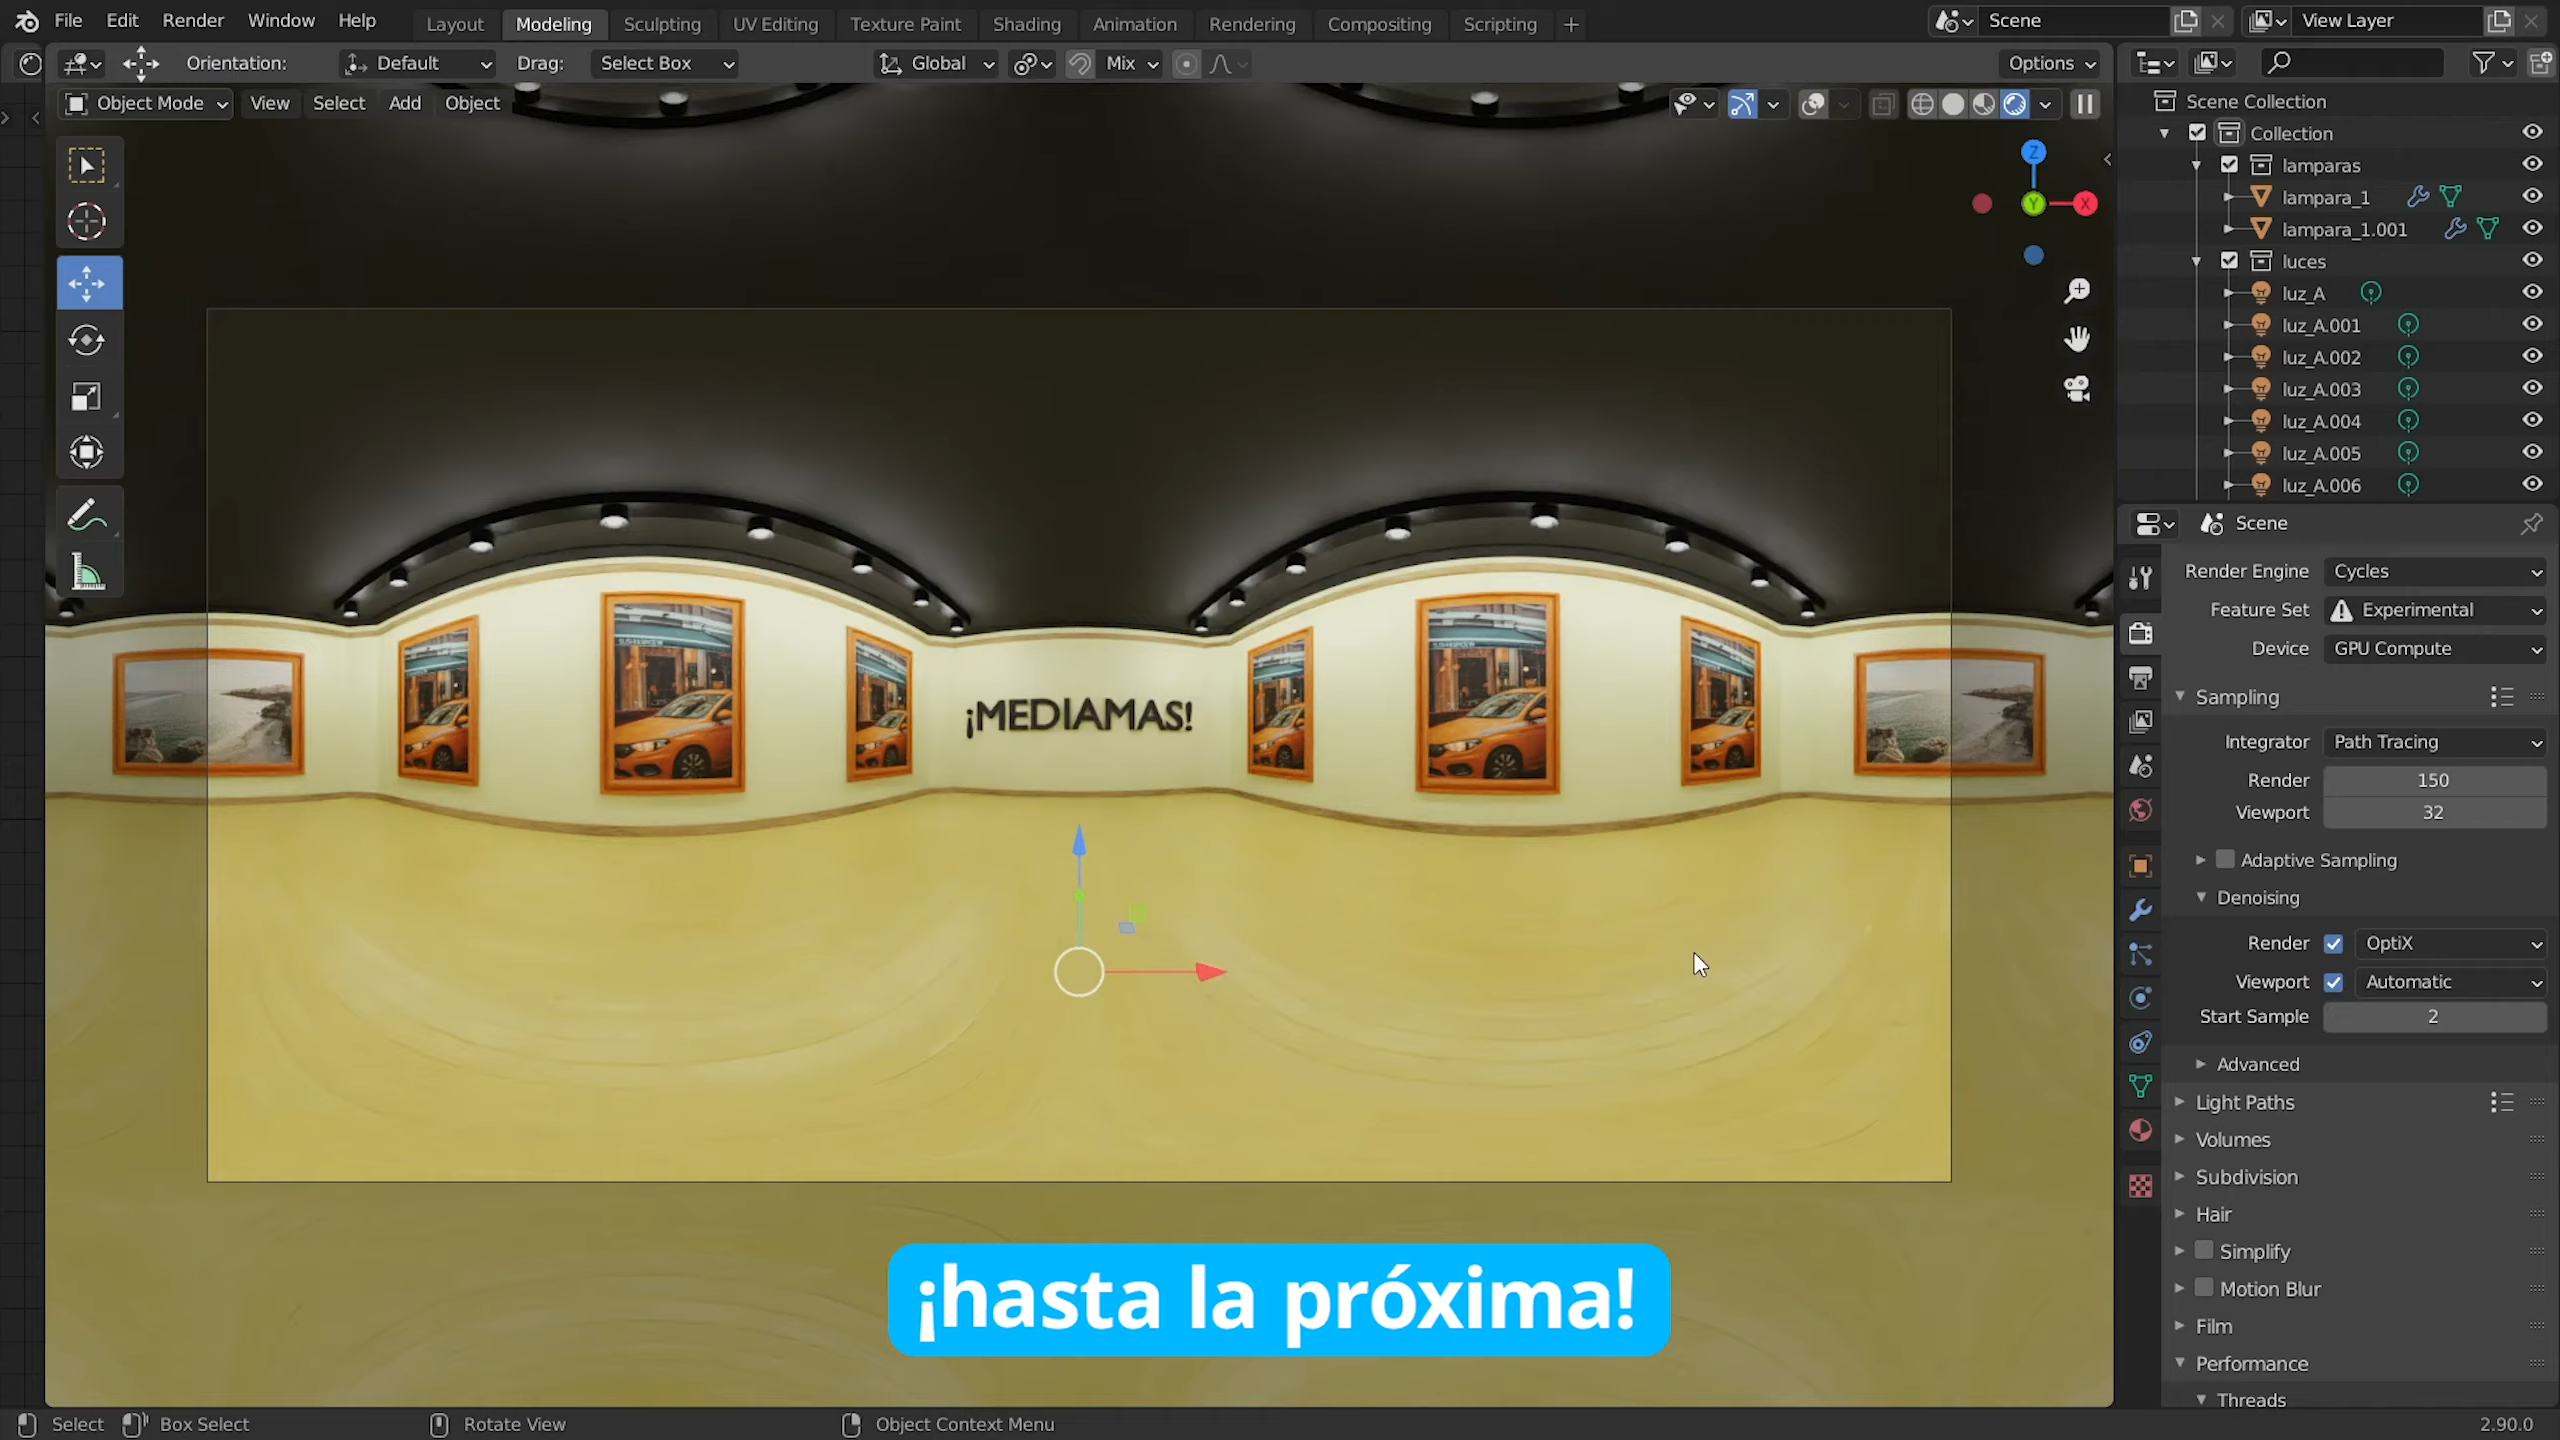 File Edit Render Window Help Layout Modeling Sculpting UV Editing Texture Paint Shading Animation Rendering Compositing Scripting + Scene View Layer
Orientation: Default Drag: Select Box Global Mix Options
Object Mode View Select Add Object
Z
Y X
Scene Collection
Collection
lamparas
lampara_1
lampara_1.001
luces
luz_A
luz_A.001
luz_A.002
luz_A.003
luz_A.004
luz_A.005
luz_A.006
Scene
Render Engine Cycles
Feature Set Experimental
Device GPU Compute
Sampling
Integrator Path Tracing
Render 150
Viewport 32
Adaptive Sampling
Denoising
Render OptiX
Viewport Automatic
Start Sample 2
Advanced
Light Paths
Volumes
Subdivision
Hair
Simplify
Motion Blur
Film
Performance
Threads
¡MEDIAMAS!
¡hasta la próxima!
Select Box Select Rotate View Object Context Menu 2.90.0